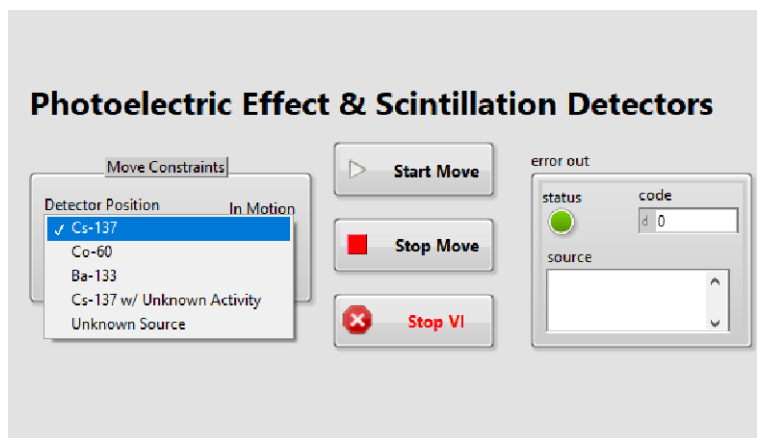 Photoelectric Effect & Scintillation Detectors
Move Constraints
Detector Position
In Motion
✓ Cs-137
Co-60
Ba-133
Cs-137 w/ Unknown Activity
Unknown Source
Start Move
Stop Move
Stop VI
error out
status
code
d 0
source